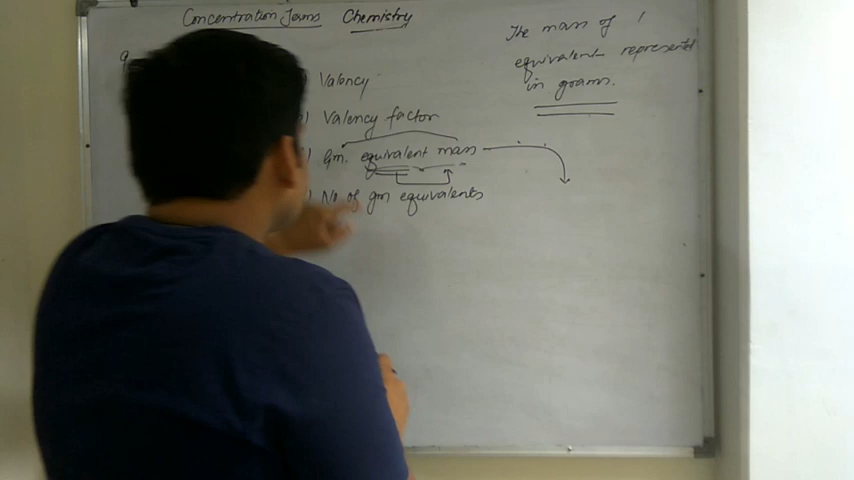 Concentration Terms Chemistry
) Valency
) Valency factor
) Gm. equivalent mass
) No of gm equivalents
The mass of 1
equivalent represented
in grams.